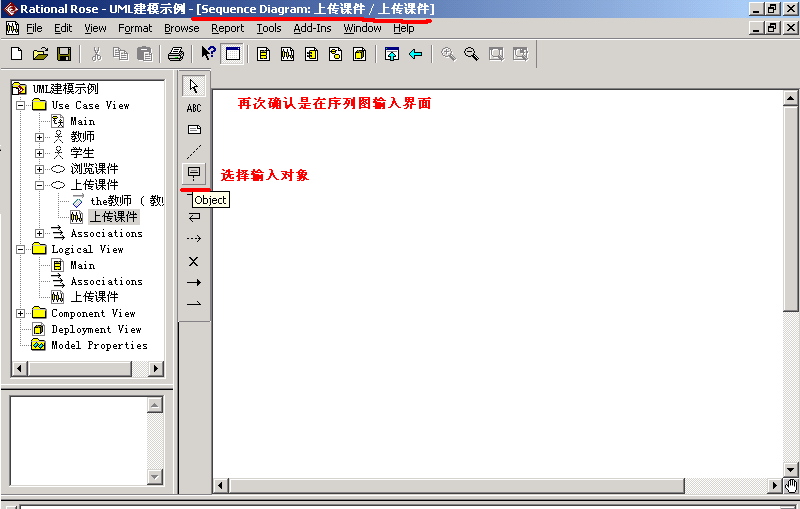 Rational Rose - UML建模示例 - [Sequence Diagram: 上传课件 / 上传课件]
File Edit View Format Browse Report Tools Add-Ins Window Help
UML建模示例
Use Case View
Main
教师
学生
浏览课件
上传课件
the教师 ( 教
上传课件
Associations
Logical View
Main
Associations
上传课件
Component View
Deployment View
Model Properties
ABC
Object
再次确认是在序列图输入界面
选择输入对象